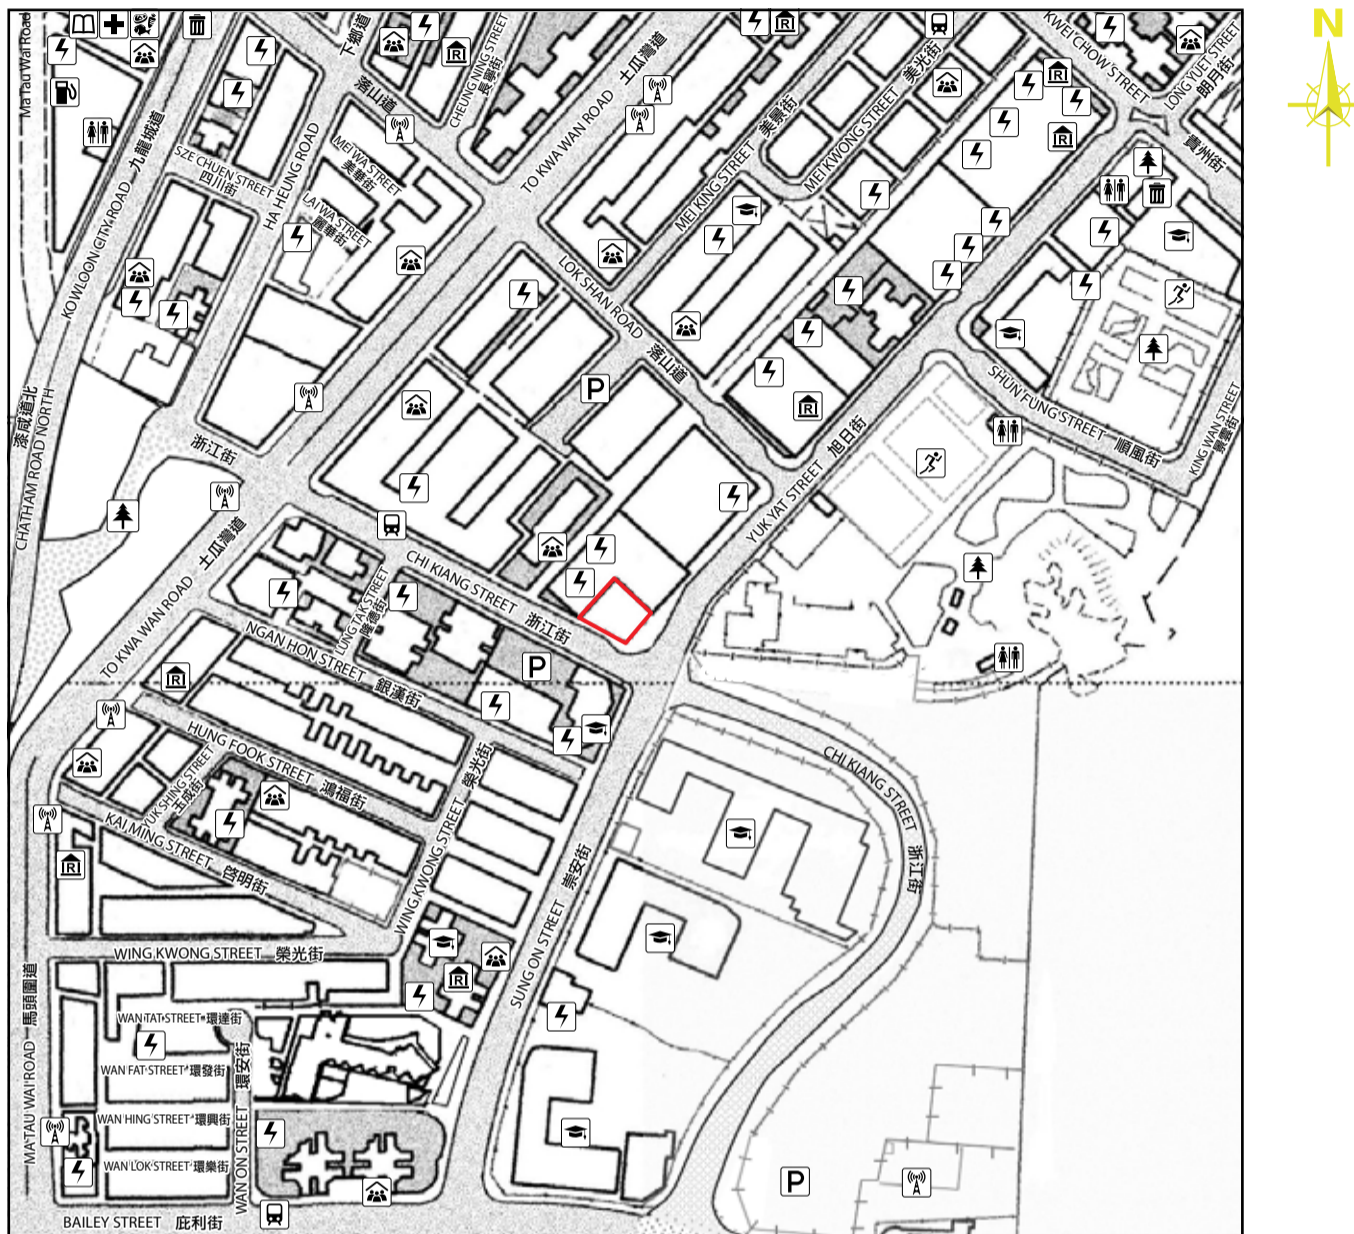 N
Ma Tau Wai Road
KOWLOON CITY ROAD 九龍城道
下鄉道
落山道
CHEUNG NING STREET
長寧街
TO KWA WAN ROAD 土瓜灣道
美光街
MEI KWONG STREET
美景街
MEI KING STREET
KWEI CHOW STREET
LONG YUET STREET
朗月街
貴州街
SZE CHUEN STREET
四川街
HA HEUNG ROAD
MEI WA STREET
美華街
LAI WA STREET
麗華街
LOK SHAN ROAD 落山道
SHUN FUNG STREET 順風街
KING WAN STREET
景雲街
漆咸道北
CHATHAM ROAD NORTH
浙江街
YUK YAT STREET 旭日街
P
TO KWA WAN ROAD 土瓜灣道
CHI KIANG STREET 浙江街
LUNG TAK STREET
隆德街
NGAN HON STREET 銀漢街
P
HUNG FOOK STREET 鴻福街
YUK SHING STREET
玉成街
KAI MING STREET 啓明街
WING KWONG STREET 榮光街
CHI KIANG STREET 浙江街
SUNG ON STREET 崇安街
WING KWONG STREET 榮光街
MA TAU WAI ROAD 馬頭圍道
WAN TAT STREET 環達街
WAN FAT STREET 環發街
WAN HING STREET 環興街
WAN LOK STREET 環樂街
WAN ON STREET 環安街
BAILEY STREET 庇利街
P